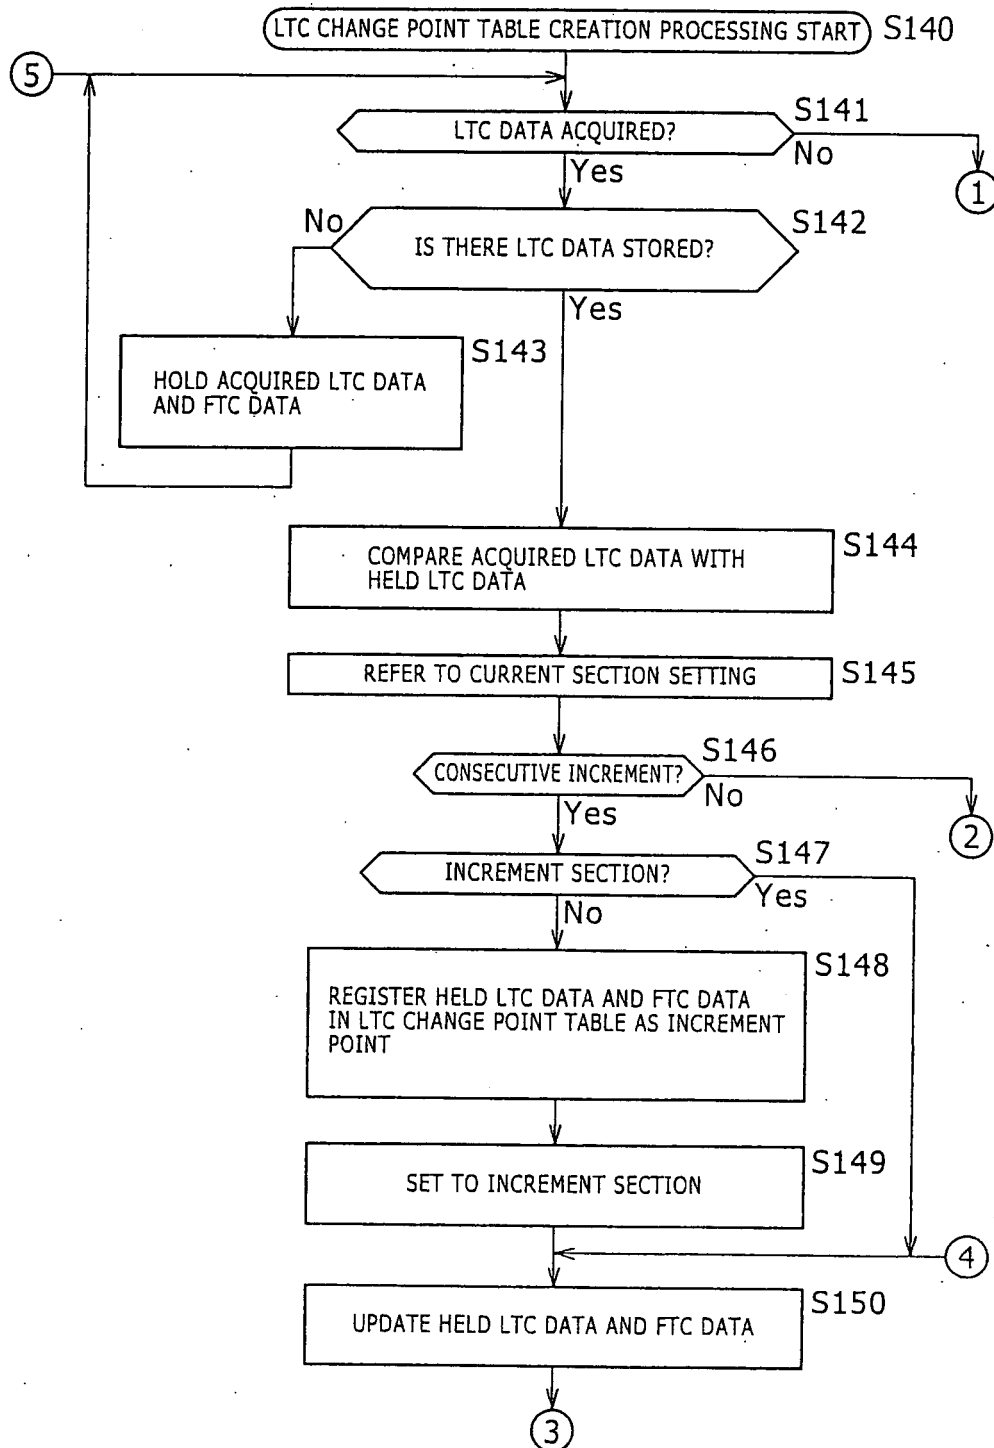 LTC CHANGE POINT TABLE CREATION PROCESSING START S140
5
S141
LTC DATA ACQUIRED?
No
Yes
1
No
S142
IS THERE LTC DATA STORED?
Yes
S143
HOLD ACQUIRED LTC DATA
AND FTC DATA
S144
COMPARE ACQUIRED LTC DATA WITH
HELD LTC DATA
REFER TO CURRENT SECTION SETTING S145
S146
CONSECUTIVE INCREMENT?
No
Yes
2
S147
INCREMENT SECTION?
Yes
No
S148
REGISTER HELD LTC DATA AND FTC DATA
IN LTC CHANGE POINT TABLE AS INCREMENT
POINT
S149
SET TO INCREMENT SECTION
4
S150
UPDATE HELD LTC DATA AND FTC DATA
3